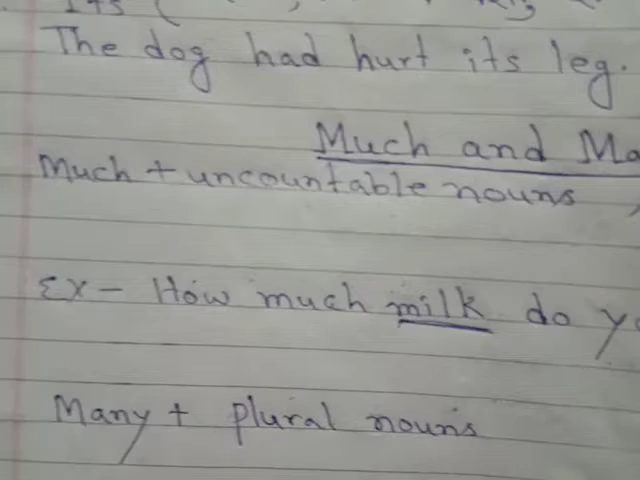 The dog had hurt its leg.
Much and
Much + uncountable nouns,
Ex - How much milk do
Many + plural nouns